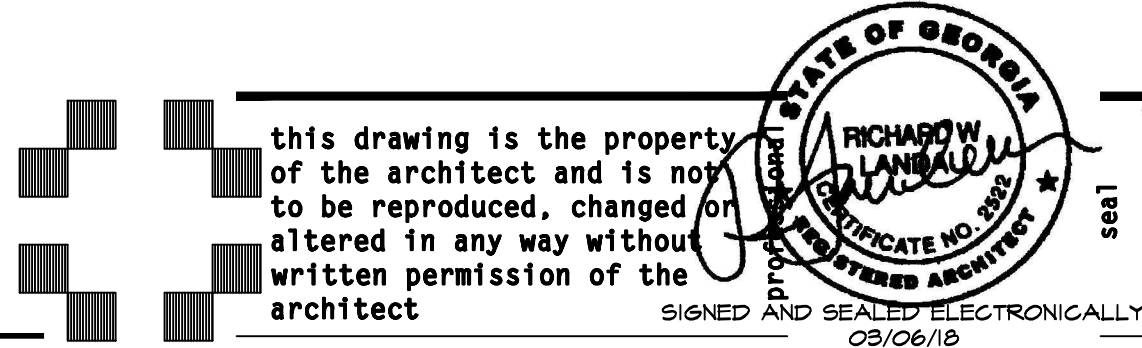 this drawing is the property
of the architect and is not
to be reproduced, changed or
altered in any way without
written permission of the
architect
professional
seal
STATE OF GEORGIA
RICHARD W
CERTIFICATE NO. 2522
REGISTERED ARCHITECT
SIGNED AND SEALED ELECTRONICALLY
03/06/18